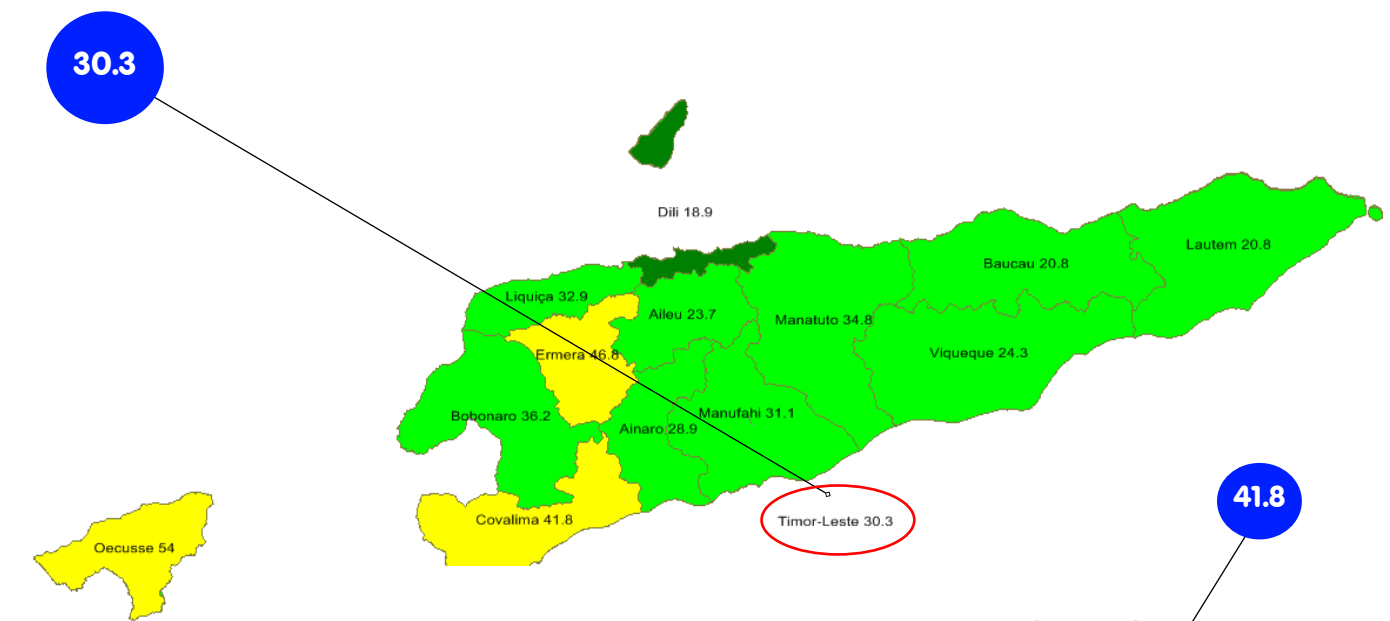 30.3
Dili 18.9
Lautem 20.8
Baucau 20.8
Liquiça 32.9
Aileu 23.7
Manatuto 34.8
Ermera 46.8
Viqueque 24.3
Bobonaro 36.2
Manufahi 31.1
Ainaro 28.9
41.8
Covalima 41.8
Timor-Leste 30.3
Oecusse 54